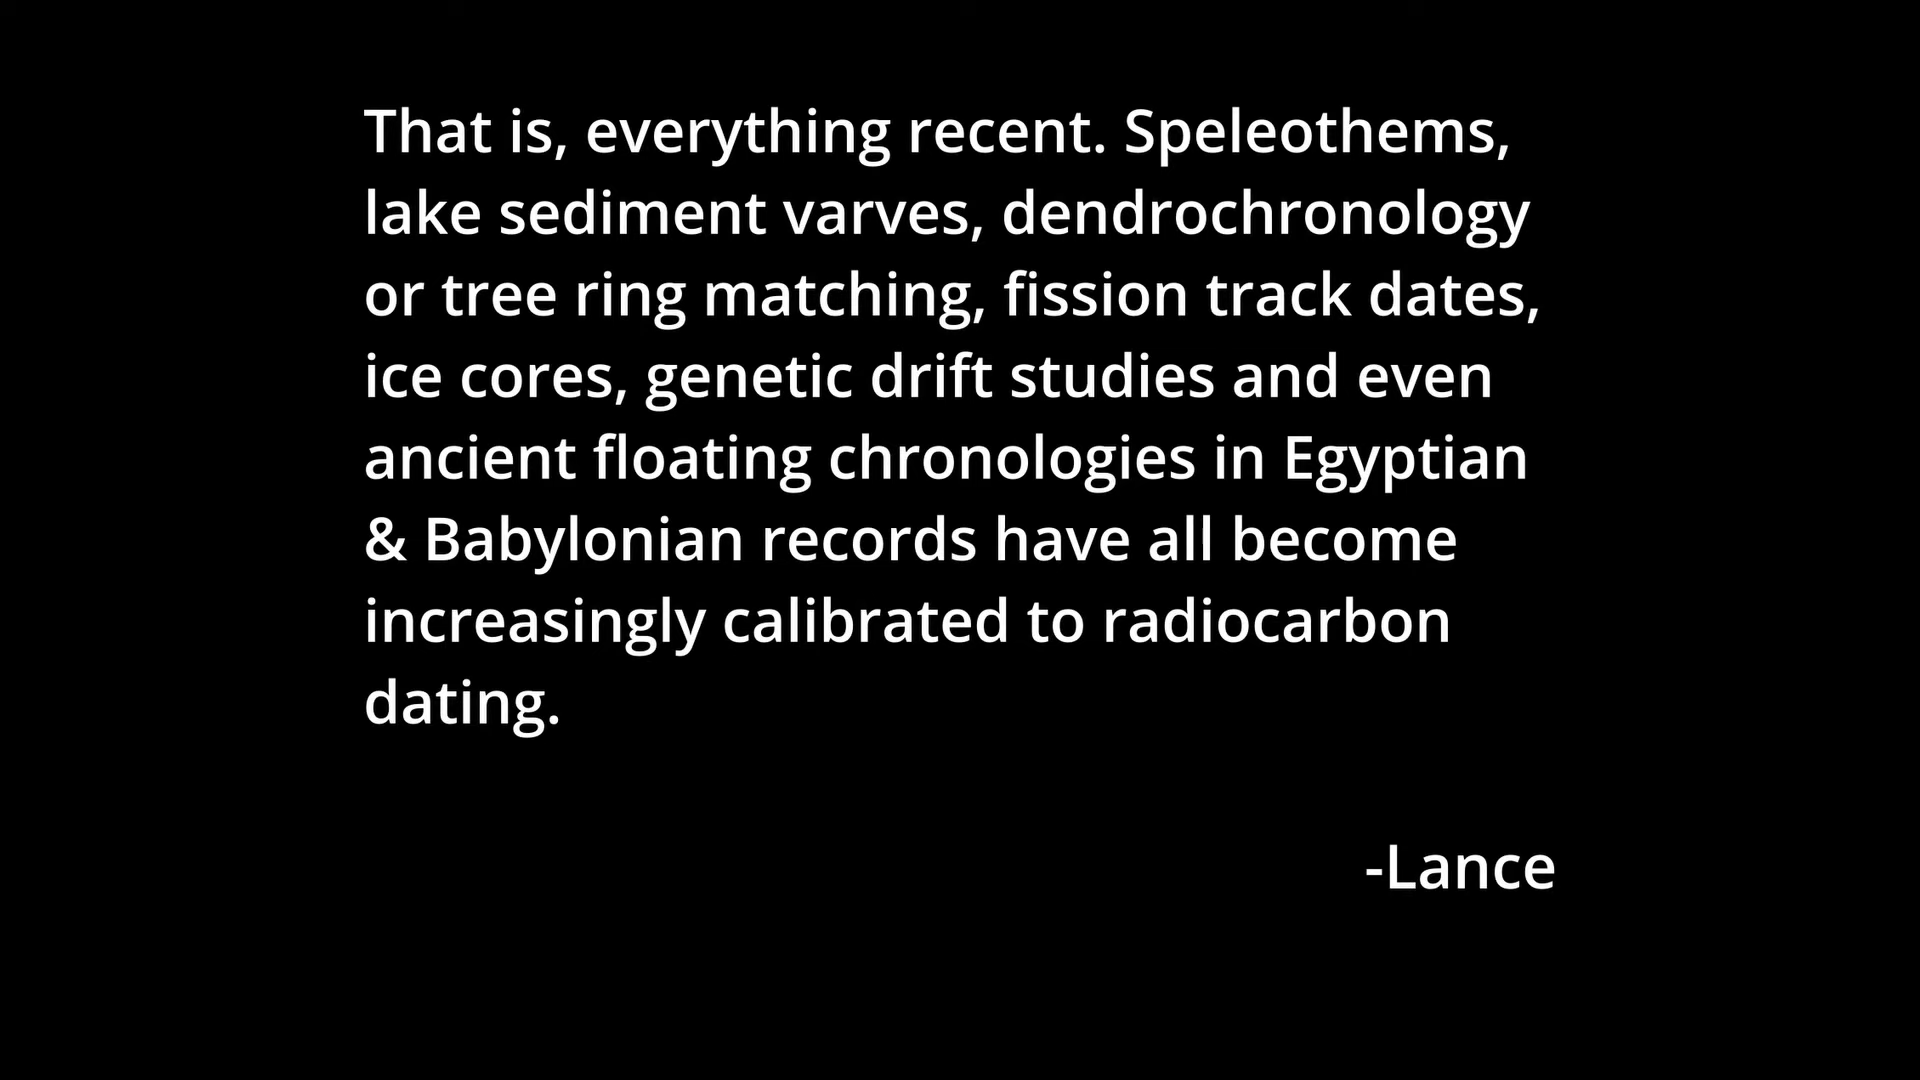 That is, everything recent. Speleothems,
lake sediment varves, dendrochronology
or tree ring matching, fission track dates,
ice cores, genetic drift studies and even
ancient floating chronologies in Egyptian
& Babylonian records have all become
increasingly calibrated to radiocarbon
dating.
-Lance